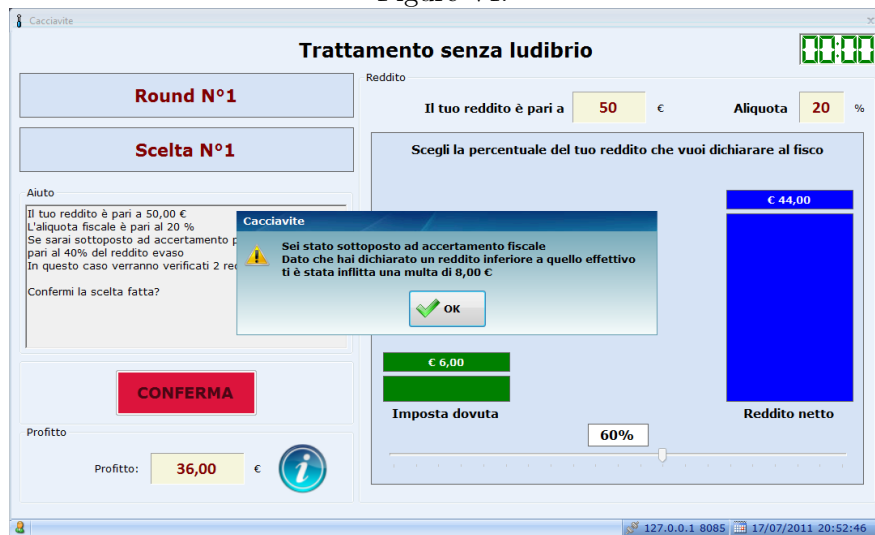 Cacciavite
Trattamento senza ludibrio
00:00
Round N°1
Scelta N°1
Aiuto
Il tuo reddito è pari a 50,00 €
L'aliquota fiscale è pari al 20 %
Se sarai sottoposto ad accertamento
pari al 40% del reddito evaso
In questo caso verranno verificati 2
Confermi la scelta fatta?
CONFERMA
Profitto
Profitto: 36,00 €
Reddito
Il tuo reddito è pari a 50 € Aliquota 20 %
Scegli la percentuale del tuo reddito che vuoi dichiarare al fisco
€ 44,00
Cacciavite
Sei stato sottoposto ad accertamento fiscale
Dato che hai dichiarato un reddito inferiore a quello effettivo
ti è stata inflitta una multa di 8,00 €
OK
€ 6,00
Imposta dovuta
Reddito netto
60%
127.0.0.1 8085 17/07/2011 20:52:46